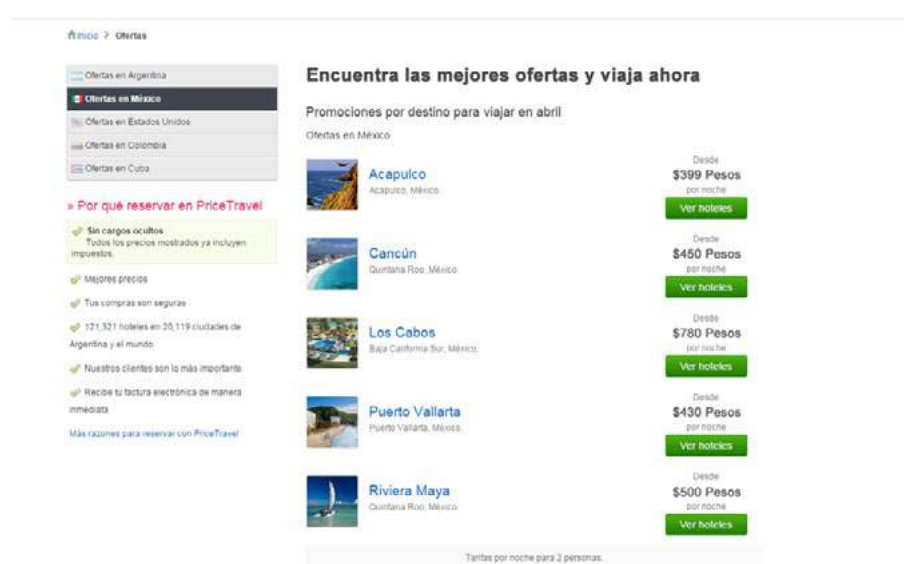 Inicio > Ofertas
Ofertas en Argentina
Ofertas en México
Ofertas en Estados Unidos
Ofertas en Colombia
Ofertas en Cuba
» Por qué reservar en PriceTravel
Sin cargos ocultos
Todos los precios mostrados ya incluyen
impuestos.
Mejores precios
Tus compras son seguras
121,321 hoteles en 20,119 ciudades de
Argentina y el mundo
Nuestros clientes son lo más importante
Recibe tu factura electrónica de manera
inmediata
Más razones para reservar con PriceTravel
Encuentra las mejores ofertas y viaja ahora
Promociones por destino para viajar en abril
Ofertas en México
Acapulco
Acapulco, México.
Desde
$399 Pesos
por noche
Ver hoteles
Cancún
Quintana Roo, México.
Desde
$450 Pesos
por noche
Ver hoteles
Los Cabos
Baja California Sur, México.
Desde
$780 Pesos
por noche
Ver hoteles
Puerto Vallarta
Puerto Vallarta, México.
Desde
$430 Pesos
por noche
Ver hoteles
Riviera Maya
Quintana Roo, México.
Desde
$500 Pesos
por noche
Ver hoteles
Tarifas por noche para 2 personas.